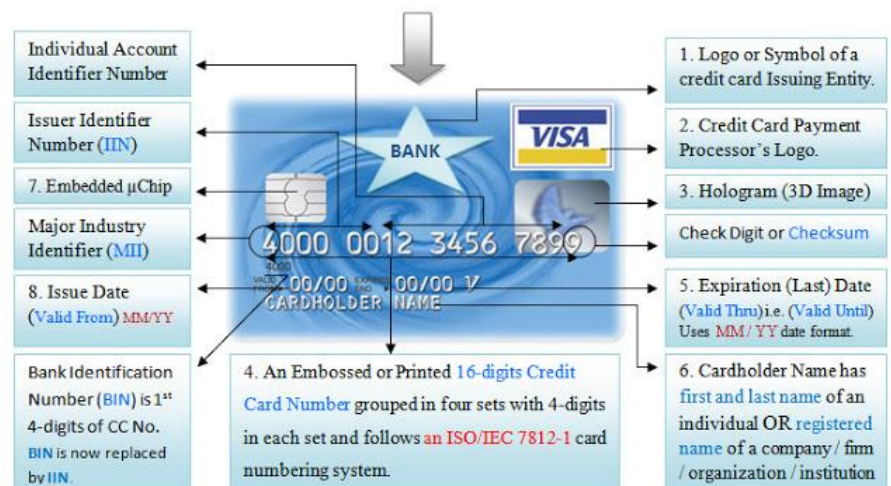 Individual Account
Identifier Number
Issuer Identifier
Number (IIN)
7. Embedded µChip
Major Industry
Identifier (MII)
8. Issue Date
(Valid From) MM/YY
Bank Identification
Number (BIN) is 1st
4-digits of CC No.
BIN is now replaced
by IIN.
BANK
VISA
4000 0012 3456 7899
4000
VALID FROM 00/00 EXPIRES END 00/00 V
CARDHOLDER NAME
4. An Embossed or Printed 16-digits Credit
Card Number grouped in four sets with 4-digits
in each set and follows an ISO/IEC 7812-1 card
numbering system.
1. Logo or Symbol of a
credit card Issuing Entity.
2. Credit Card Payment
Processor's Logo.
3. Hologram (3D Image)
Check Digit or Checksum
5. Expiration (Last) Date
(Valid Thru) i.e. (Valid Until)
Uses MM / YY date format.
6. Cardholder Name has
first and last name of an
individual OR registered
name of a company / firm
/ organization / institution